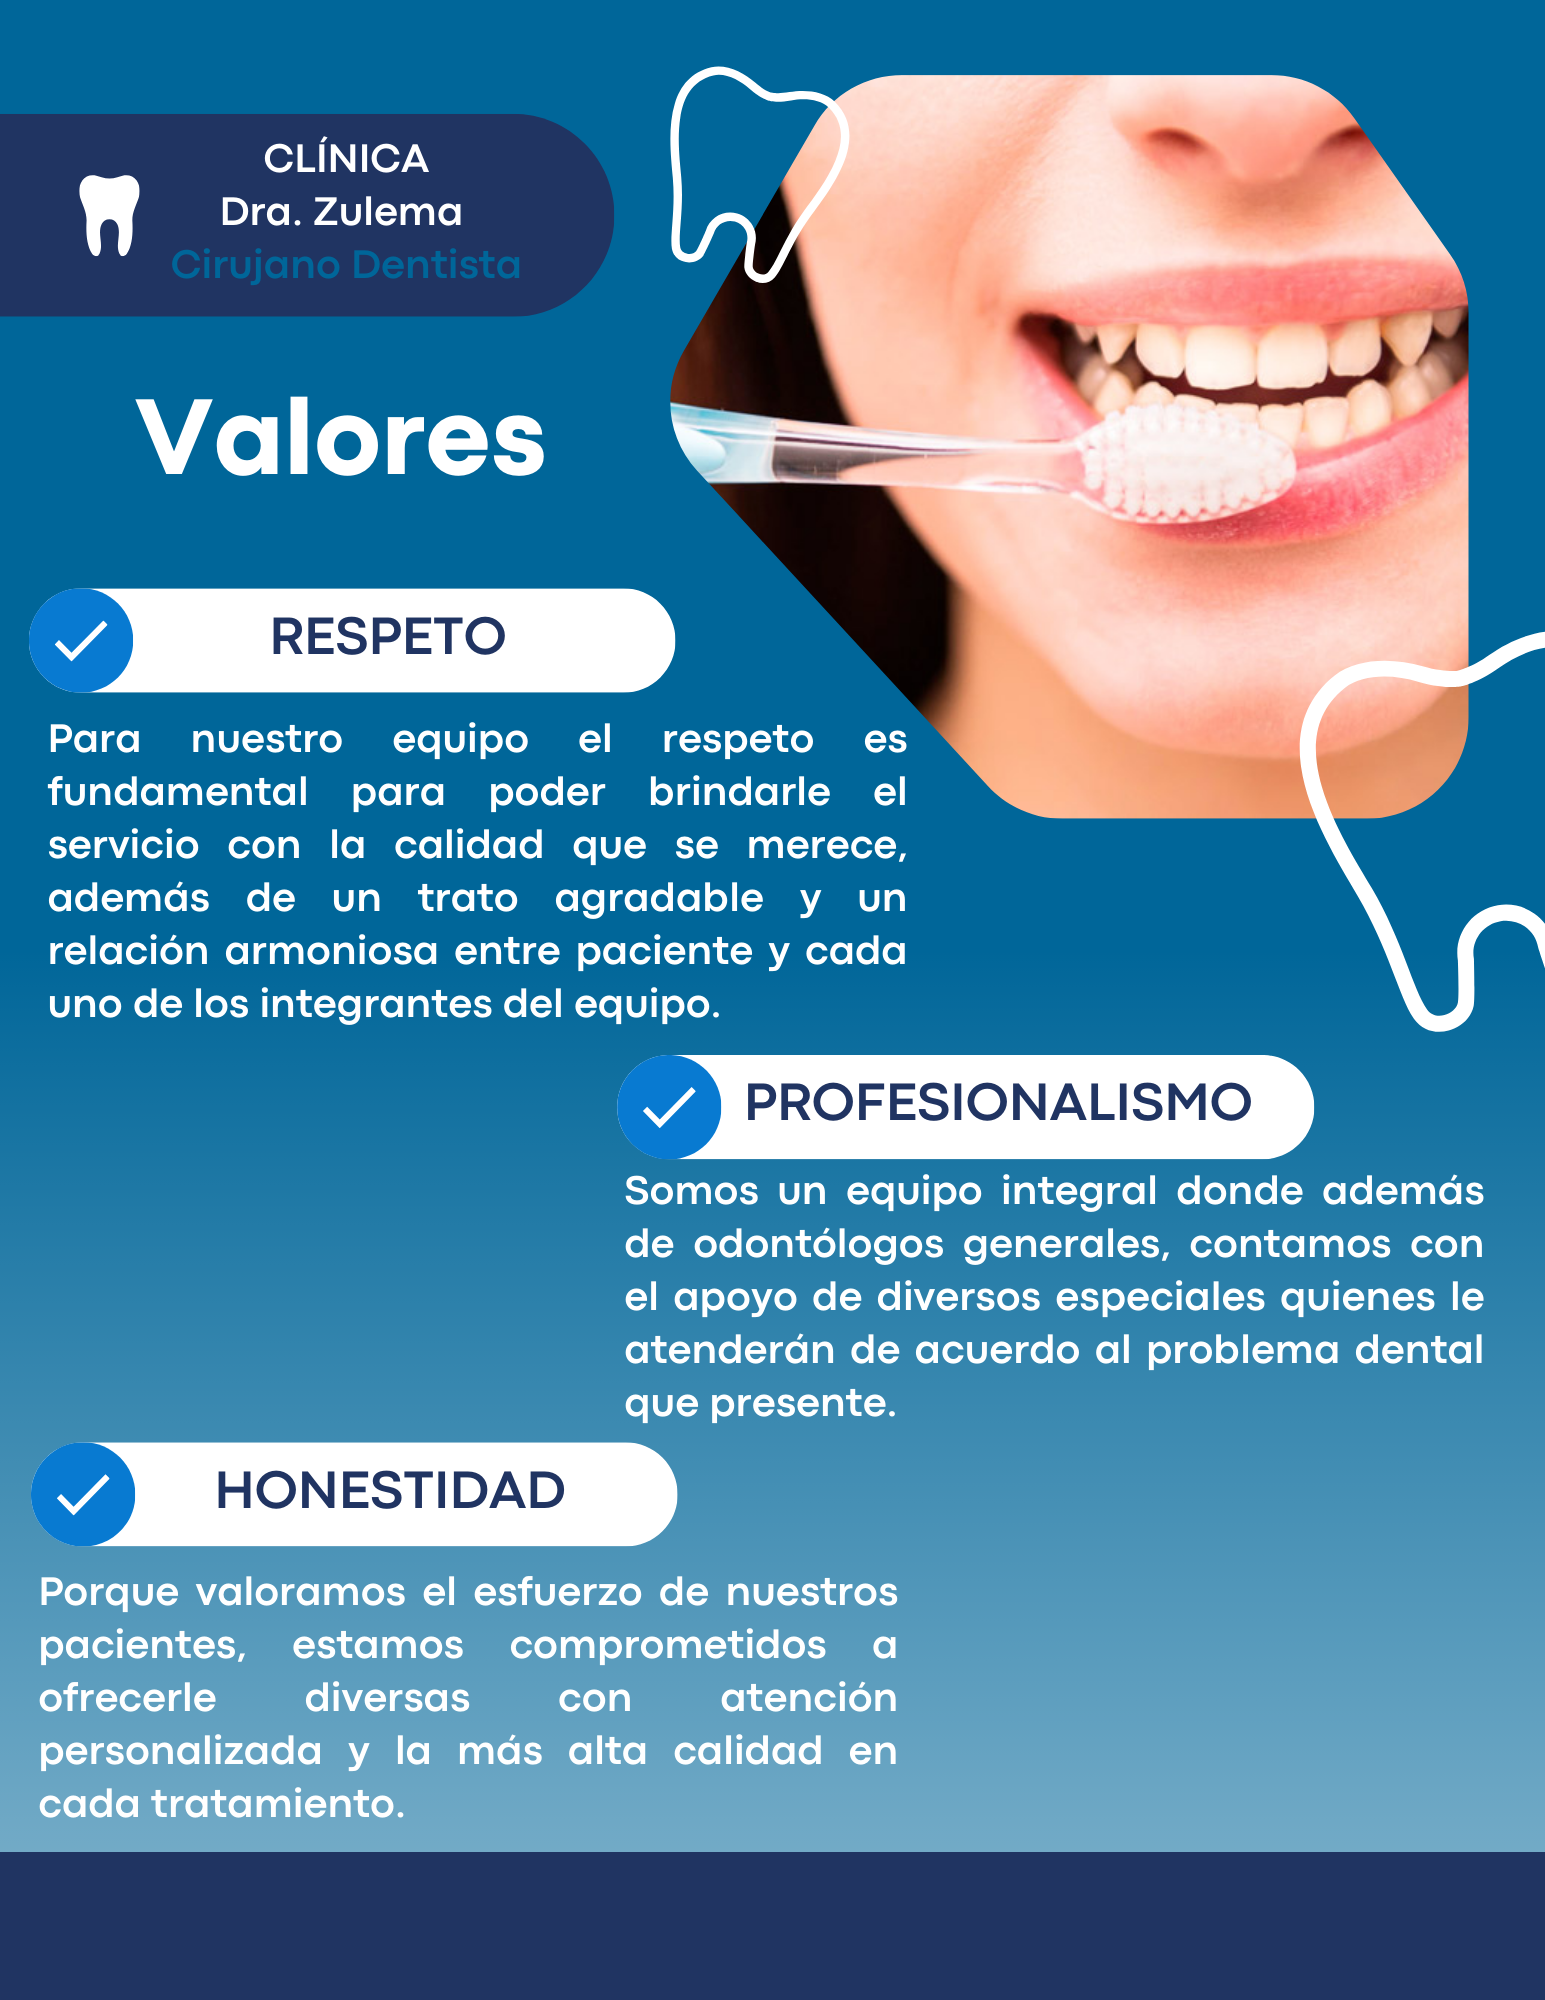 CLÍNICA
Dra. Zulema
Cirujano Dentista
Valores
RESPETO
Para nuestro equipo el respeto es
fundamental para poder brindarle el
servicio con la calidad que se merece,
además de un trato agradable y un
relación armoniosa entre paciente y cada
uno de los integrantes del equipo.
PROFESIONALISMO
Somos un equipo integral donde además
de odontólogos generales, contamos con
el apoyo de diversos especiales quienes le
atenderán de acuerdo al problema dental
que presente.
HONESTIDAD
Porque valoramos el esfuerzo de nuestros
pacientes, estamos comprometidos a
ofrecerle diversas con atención
personalizada y la más alta calidad en
cada tratamiento.